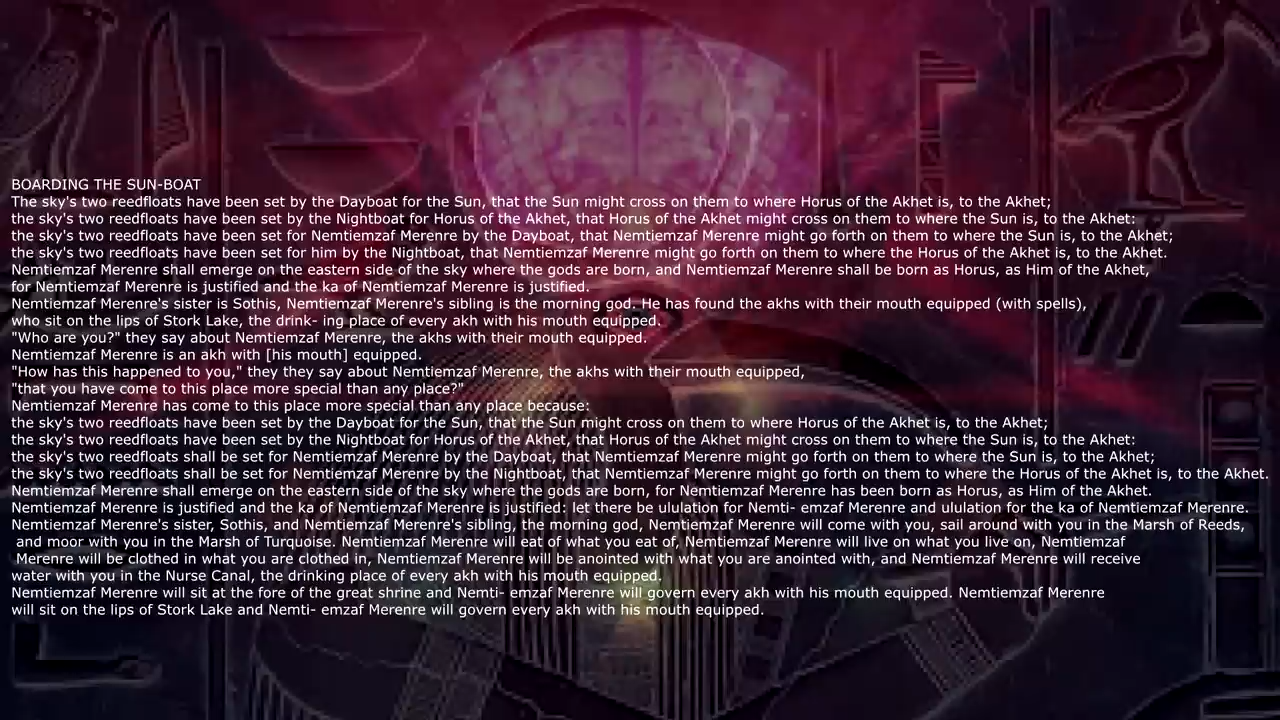 BOARDING THE SUN-BOAT
The sky's two reedfloats have been set by the Dayboat for the Sun, that the Sun might cross on them to where Horus of the Akhet is, to the Akhet;
the sky's two reedfloats have been set by the Nightboat for Horus of the Akhet, that Horus of the Akhet might cross on them to where the Sun is, to the Akhet:
the sky's two reedfloats have been set for Nemtiemzaf Merenre by the Dayboat, that Nemtiemzaf Merenre might go forth on them to where the Sun is, to the Akhet;
the sky's two reedfloats have been set for him by the Nightboat, that Nemtiemzaf Merenre might go forth on them to where the Horus of the Akhet is, to the Akhet.
Nemtiemzaf Merenre shall emerge on the eastern side of the sky where the gods are born, and Nemtiemzaf Merenre shall be born as Horus, as Him of the Akhet,
for Nemtiemzaf Merenre is justified and the ka of Nemtiemzaf Merenre is justified.
Nemtiemzaf Merenre's sister is Sothis, Nemtiemzaf Merenre's sibling is the morning god. He has found the akhs with their mouth equipped (with spells),
who sit on the lips of Stork Lake, the drink- ing place of every akh with his mouth equipped.
"Who are you?" they say about Nemtiemzaf Merenre, the akhs with their mouth equipped.
Nemtiemzaf Merenre is an akh with [his mouth] equipped.
"How has this happened to you," they they say about Nemtiemzaf Merenre, the akhs with their mouth equipped,
"that you have come to this place more special than any place?"
Nemtiemzaf Merenre has come to this place more special than any place because:
the sky's two reedfloats have been set by the Dayboat for the Sun, that the Sun might cross on them to where Horus of the Akhet is, to the Akhet;
the sky's two reedfloats have been set by the Nightboat for Horus of the Akhet, that Horus of the Akhet might cross on them to where the Sun is, to the Akhet:
the sky's two reedfloats shall be set for Nemtiemzaf Merenre by the Dayboat, that Nemtiemzaf Merenre might go forth on them to where the Sun is, to the Akhet;
the sky's two reedfloats shall be set for Nemtiemzaf Merenre by the Nightboat, that Nemtiemzaf Merenre might go forth on them to where the Horus of the Akhet is, to the Akhet.
Nemtiemzaf Merenre shall emerge on the eastern side of the sky where the gods are born, for Nemtiemzaf Merenre has been born as Horus, as Him of the Akhet.
Nemtiemzaf Merenre is justified and the ka of Nemtiemzaf Merenre is justified: let there be ululation for Nemti- emzaf Merenre and ululation for the ka of Nemtiemzaf Merenre.
Nemtiemzaf Merenre's sister, Sothis, and Nemtiemzaf Merenre's sibling, the morning god, Nemtiemzaf Merenre will come with you, sail around with you in the Marsh of Reeds,
and moor with you in the Marsh of Turquoise. Nemtiemzaf Merenre will eat of what you eat of, Nemtiemzaf Merenre will live on what you live on, Nemtiemzaf
Merenre will be clothed in what you are clothed in, Nemtiemzaf Merenre will be anointed with what you are anointed with, and Nemtiemzaf Merenre will receive
water with you in the Nurse Canal, the drinking place of every akh with his mouth equipped.
Nemtiemzaf Merenre will sit at the fore of the great shrine and Nemti- emzaf Merenre will govern every akh with his mouth equipped. Nemtiemzaf Merenre
will sit on the lips of Stork Lake and Nemti- emzaf Merenre will govern every akh with his mouth equipped.